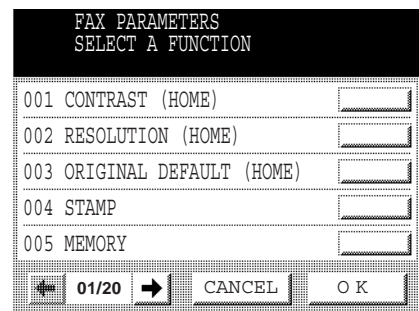 FAX PARAMETERS
SELECT A FUNCTION
001 CONTRAST (HOME)
002 RESOLUTION (HOME)
003 ORIGINAL DEFAULT (HOME)
004 STAMP
005 MEMORY
01/20 CANCEL O K